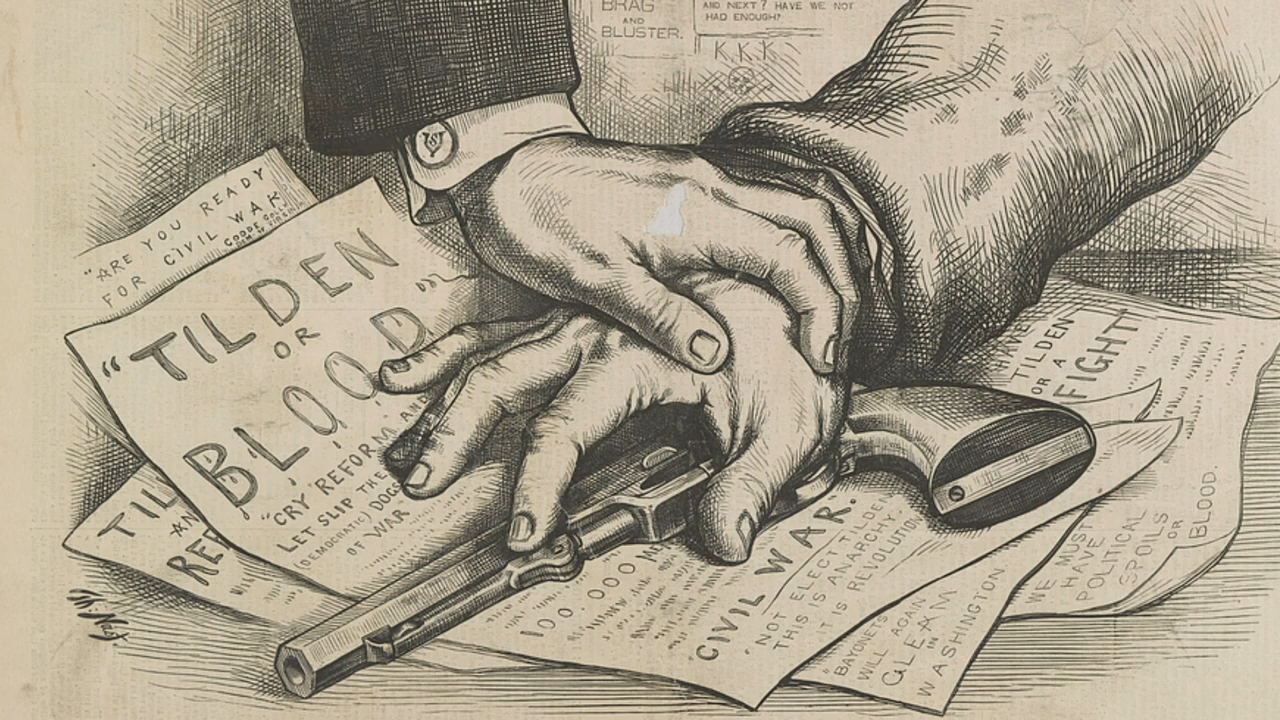 BRAG
AND
BLUSTER.
AND NEXT? HAVE WE NOT
HAD ENOUGH?
K.K.K.
"ARE YOU READY
FOR CIVIL WAR"
"TILDEN
OR
BLOOD"
"CRY REFORM AND
LET SLIP THE
(DEMOCRATIC) DOGS
OF WAR"
TIL
AN
REF
TILDEN
OR A
FIGHT"
100,000
CIVIL WAR."
"NOT ELECT TILDEN
THIS IS ANARCHY
IT IS REVOLUTION
"BAYONETS
WILL AGAIN
GLEAM
IN
WASHINGTON
WE MUST
HAVE
POLITICAL
SPOILS
OR
BLOOD.
Th. Nast.